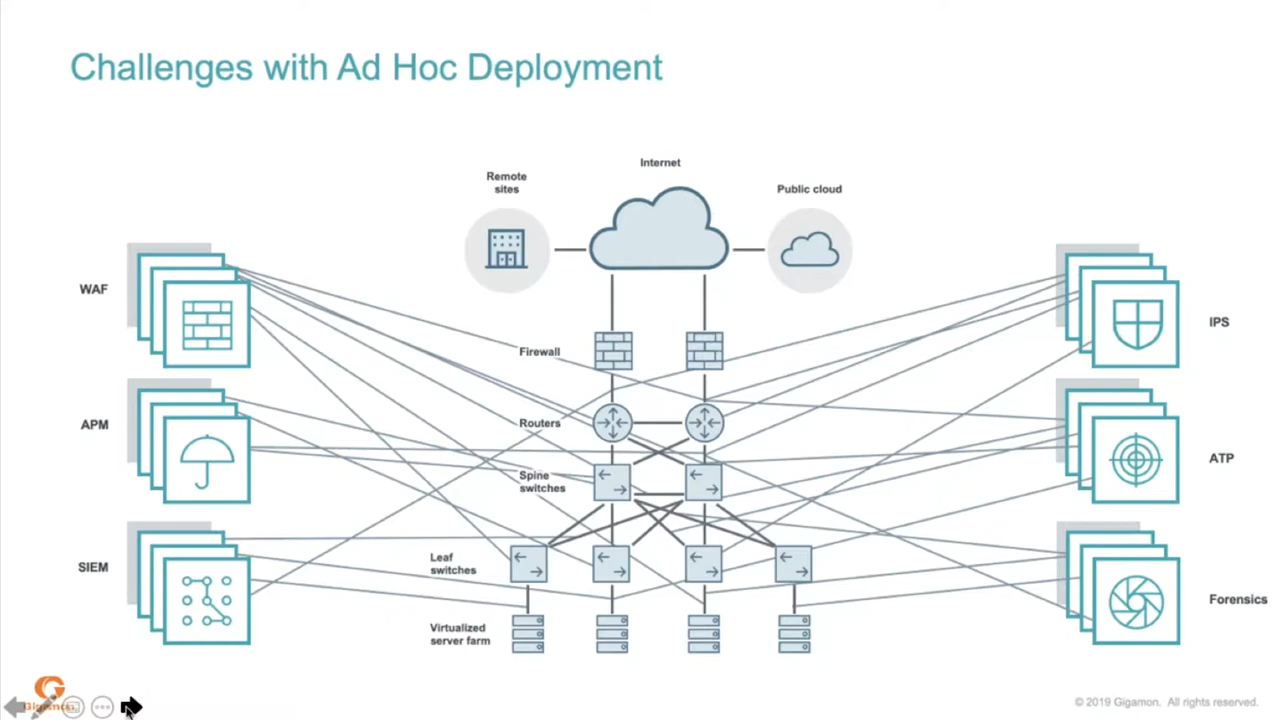 Challenges with Ad Hoc Deployment
Internet
Remote
sites
Public cloud
WAF
IPS
Firewall
APM
Routers
ATP
Spine
switches
SIEM
Leaf
switches
Forensics
Virtualized
server farm
Gigamon
© 2019 Gigamon. All rights reserved.